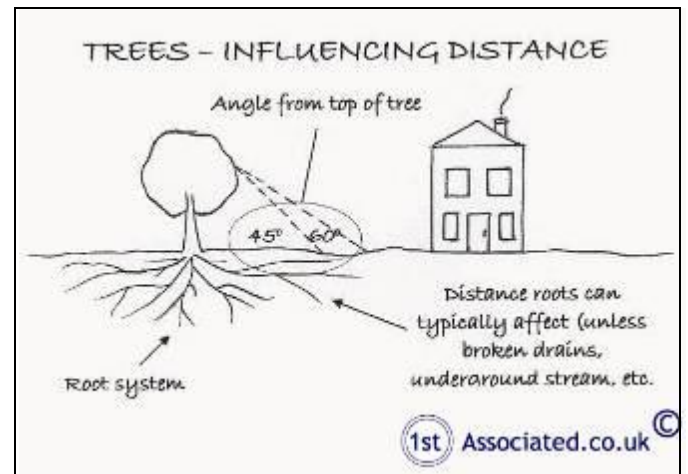 TREES – INFLUENCING DISTANCE
Angle from top of tree
45° 60°
Distance roots can
typically affect (unless
broken drains,
underground stream, etc.
Root system
1st Associated.co.uk ©